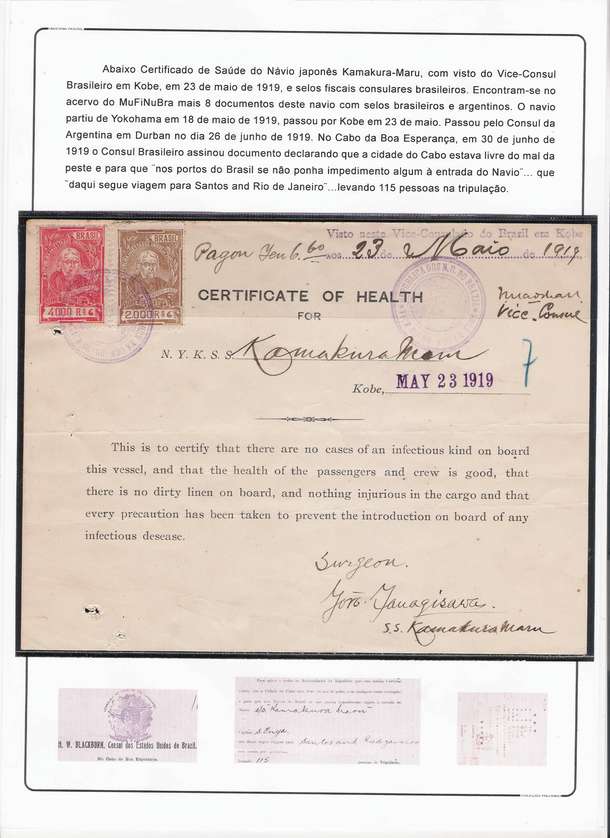 Abaixo Certificado de Saúde do Návio japonês Kamakura-Maru, com visto do Vice-Consul
Brasileiro em Kobe, em 23 de maio de 1919, e selos fiscais consulares brasileiros. Encontram-se no
acervo do MuFiNuBra mais 8 documentos deste navio com selos brasileiros e argentinos. O navio
partiu de Yokohama em 18 de maio de 1919, passou por Kobe em 23 de maio. Passou pelo Consul da
Argentina em Durban no dia 26 de junho de 1919. No Cabo da Boa Esperança, em 30 de junho de
1919 o Consul Brasileiro assinou documento declarando que a cidade do Cabo estava livre do mal da
peste e para que ¨nos portos do Brasil se não ponha impedimento algum à entrada do Navio¨... que
¨daqui segue viagem para Santos and Rio de Janeiro¨...levando 115 pessoas na tripulação.
Visto neste Vice-Consulado do Brazil em Kobe
Pagou Yen 6.60 aos 23 de Maio de 1919
BRASIL
4000 R
BRASIL
2.000 R
CERTIFICATE OF HEALTH
FOR
Vice-Consul
N. Y. K. S. S. Kamakura Maru
7
Kobe, MAY 23 1919
This is to certify that there are no cases of an infectious kind on board
this vessel, and that the health of the passengers and crew is good, that
there is no dirty linen on board, and nothing injurious in the cargo and that
every precaution has been taken to prevent the introduction on board of any
infectious desease.
Surgeon.
Yanagisawa.
S.S. Kamakura Maru
W. BLACKBURN, Consul dos Estados Unidos do Brazil,
s/s Kamakura Maru
Santos and
115